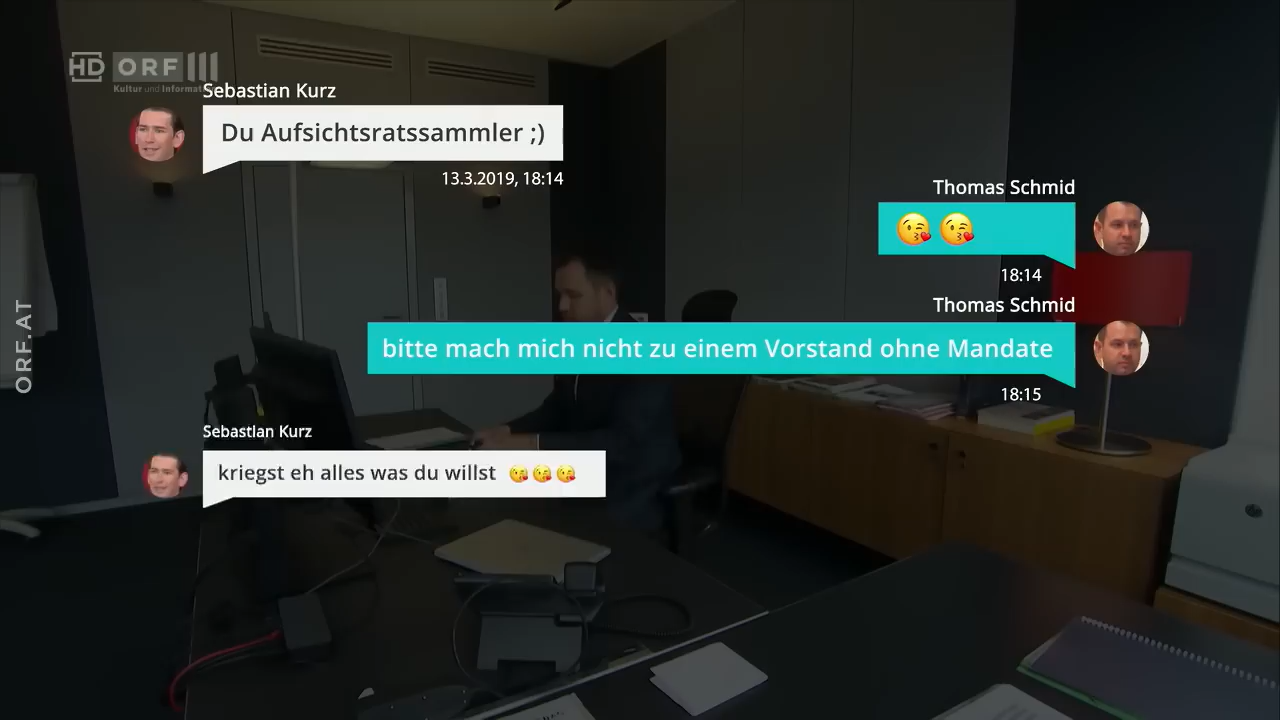 HD ORF III
Kultur und Informat
Sebastian Kurz
Du Aufsichtsratssammler ;)
13.3.2019, 18:14
Thomas Schmid
😘😘
18:14
Thomas Schmid
bitte mach mich nicht zu einem Vorstand ohne Mandate
18:15
Sebastian Kurz
kriegst eh alles was du willst 😘😘😘
ORF.AT